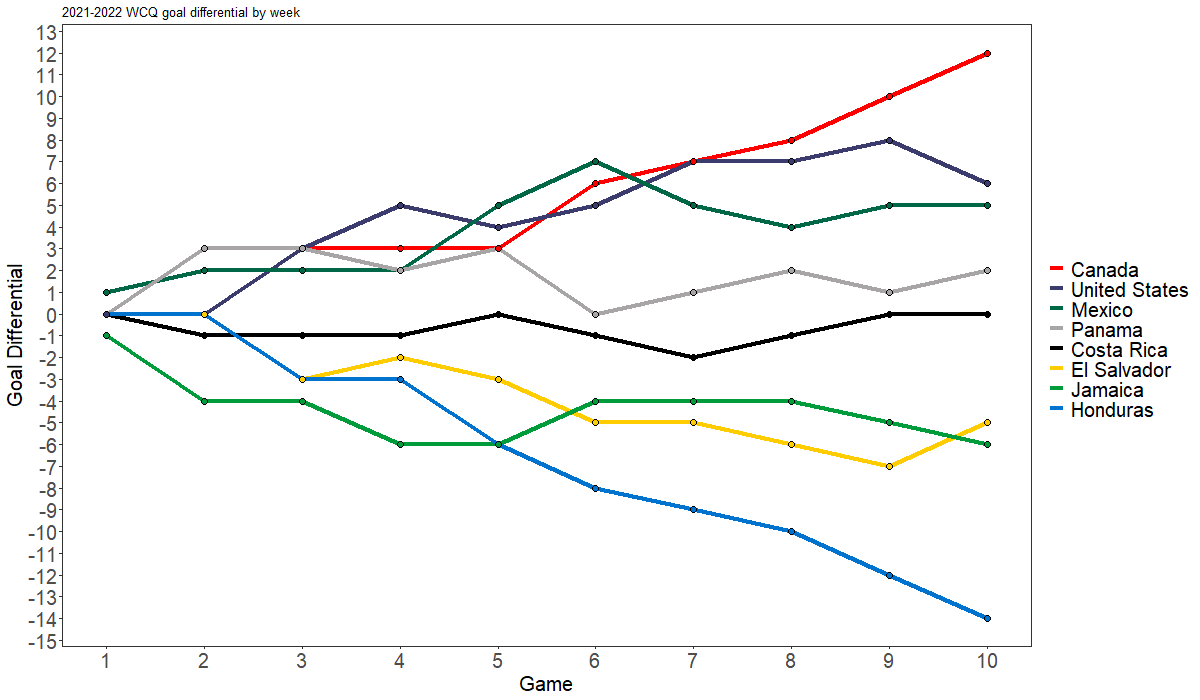 2021-2022 WCQ goal differential by week
13
12
11
10
9
8
7
6
5
4
3
2
1
0
-1
-2
-3
-4
-5
-6
-7
-8
-9
-10
-11
-12
-13
-14
-15
Goal Differential
1 2 3 4 5 6 7 8 9 10
Game
Canada
United States
Mexico
Panama
Costa Rica
El Salvador
Jamaica
Honduras